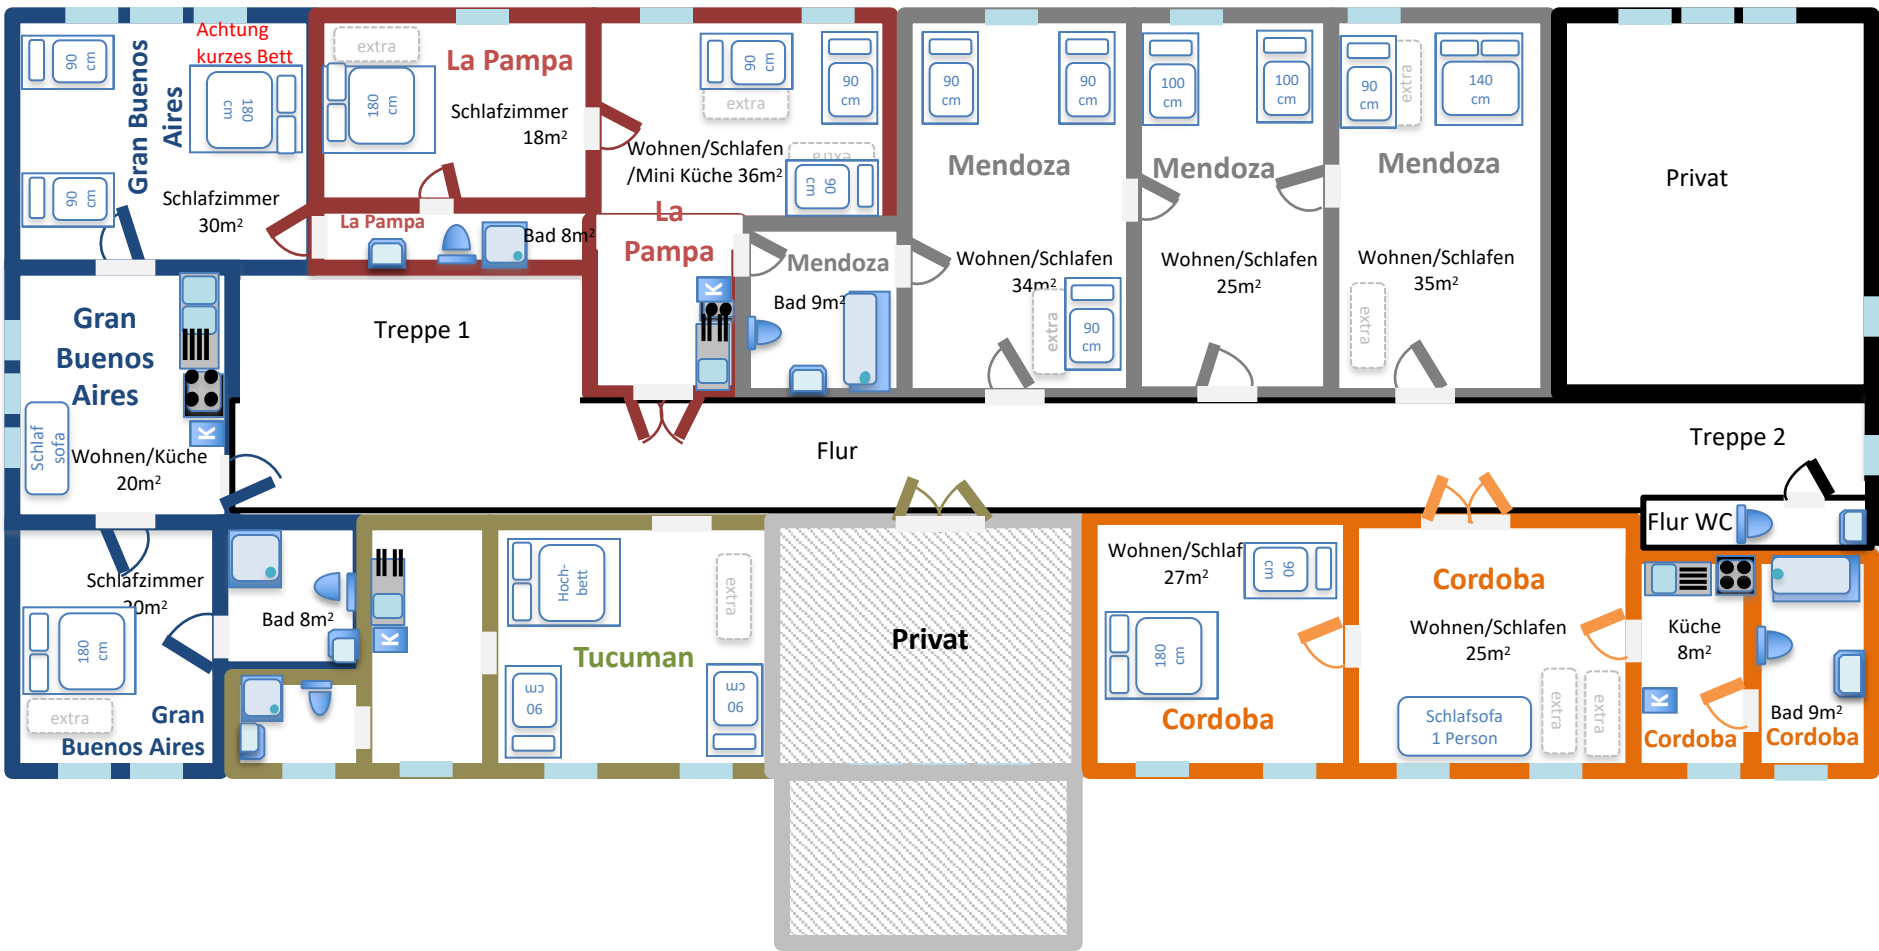 Achtung
kurzes Bett
90
cm
Gran Buenos
Aires
180
cm
90
cm
Schlafzimmer
30m²
extra
180
cm
La Pampa
Schlafzimmer
18m²
La Pampa
Bad 8m²
90
cm
extra
90
cm
Wohnen/Schlafen
/Mini Küche 36m²
extra
90
cm
La
Pampa
K
Mendoza
Bad 9m²
90
cm
90
cm
Mendoza
Wohnen/Schlafen
34m²
extra
90
cm
100
cm
100
cm
Mendoza
Wohnen/Schlafen
25m²
90
cm
extra
140
cm
Mendoza
Wohnen/Schlafen
35m²
extra
Privat
Gran
Buenos
Aires
K
Schlaf
sofa
Wohnen/Küche
20m²
Treppe 1
Flur
Treppe 2
Flur WC
Schlafzimmer
20m²
180
cm
extra
Gran
Buenos Aires
Bad 8m²
K
Hoch-
bett
extra
Tucuman
90
cm
90
cm
Privat
Wohnen/Schlaf
27m²
90
cm
180
cm
Cordoba
Cordoba
Wohnen/Schlafen
25m²
Schlafsofa
1 Person
extra
extra
Küche
8m²
K
Cordoba
Bad 9m²
Cordoba